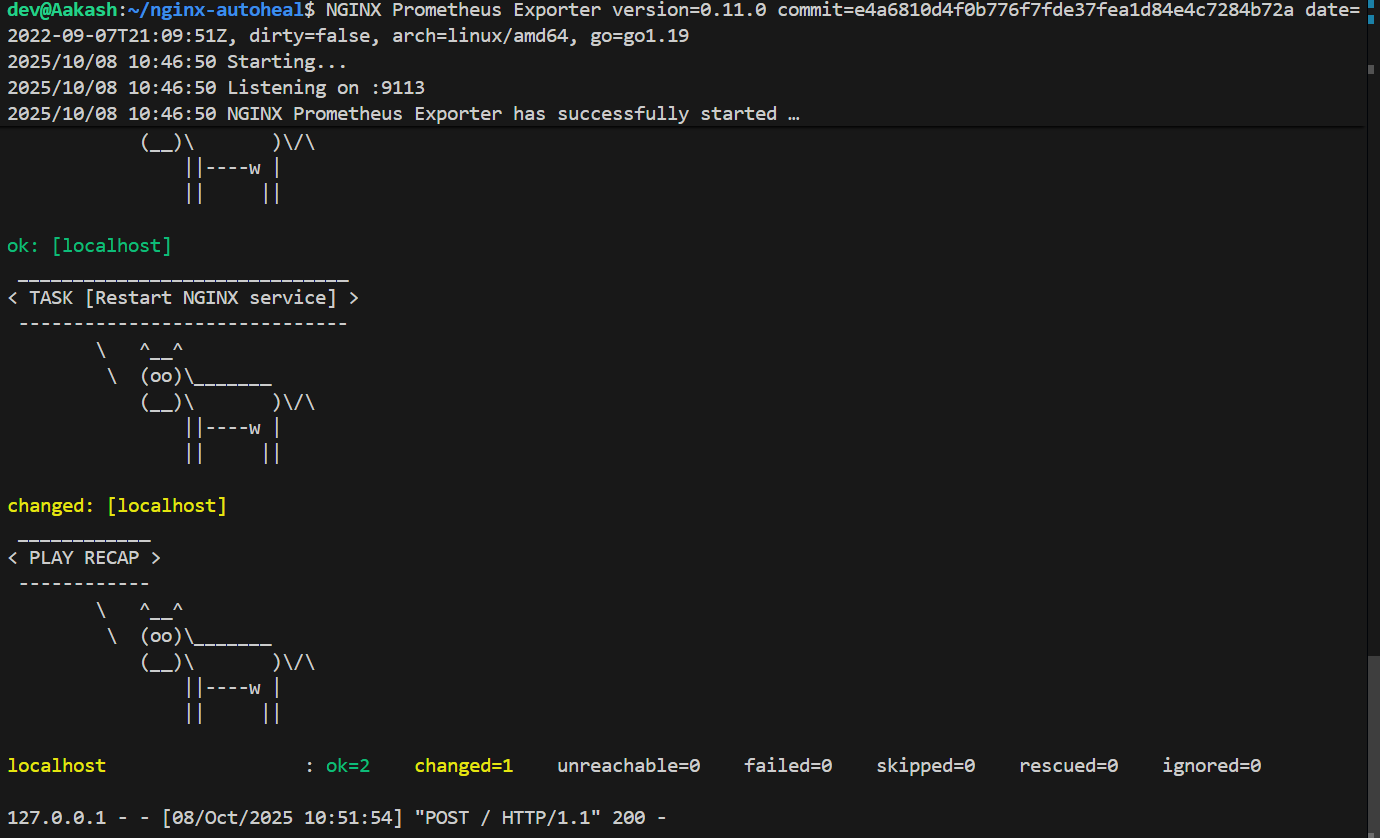 dev@Aakash:~/nginx-autoheal$ NGINX Prometheus Exporter version=0.11.0 commit=e4a6810d4f0b776f7fde37fea1d84e4c7284b72a date=
2022-09-07T21:09:51Z, dirty=false, arch=linux/amd64, go=go1.19
2025/10/08 10:46:50 Starting...
2025/10/08 10:46:50 Listening on :9113
2025/10/08 10:46:50 NGINX Prometheus Exporter has successfully started …
            (__)\       )\/\
                ||----w |
                ||     ||
ok: [localhost]
 ______________________________
< TASK [Restart NGINX service] >
 ------------------------------
        \   ^__^
         \  (oo)\_______
            (__)\       )\/\
                ||----w |
                ||     ||
changed: [localhost]
 ____________
< PLAY RECAP >
 ------------
        \   ^__^
         \  (oo)\_______
            (__)\       )\/\
                ||----w |
                ||     ||
localhost                  : ok=2    changed=1    unreachable=0    failed=0    skipped=0    rescued=0    ignored=0
127.0.0.1 - - [08/Oct/2025 10:51:54] "POST / HTTP/1.1" 200 -